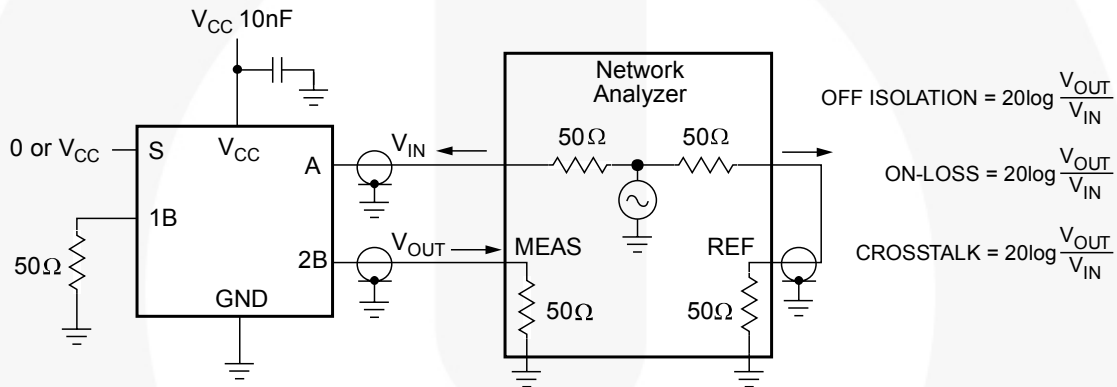 V_CC 10nF
Network
Analyzer
OFF ISOLATION = 20log V_OUT / V_IN
50Ω
50Ω
0 or V_CC
S
V_CC
A
V_IN
ON-LOSS = 20log V_OUT / V_IN
1B
50Ω
2B
V_OUT
MEAS
REF
CROSSTALK = 20log V_OUT / V_IN
GND
50Ω
50Ω